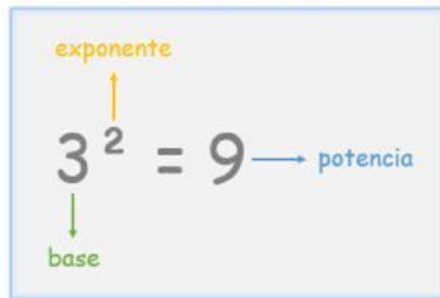 exponente
3² = 9
potencia
base